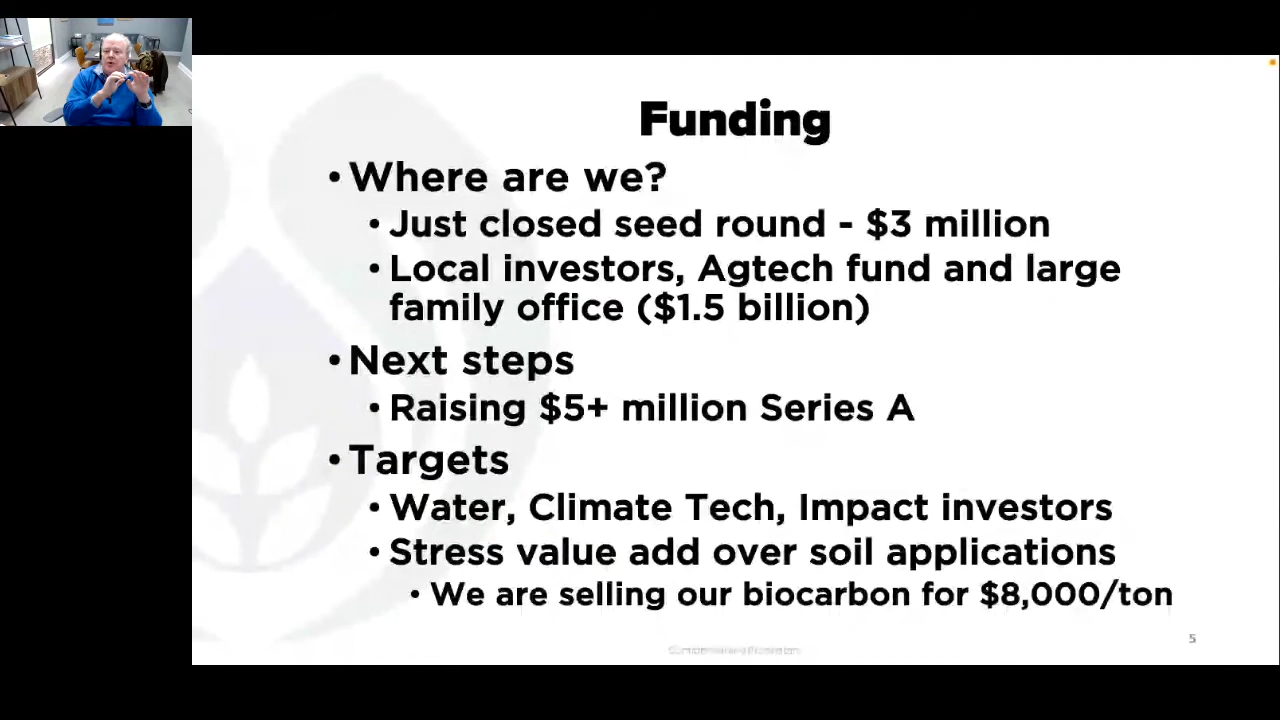 Funding
• Where are we?
• Just closed seed round - $3 million
• Local investors, Agtech fund and large
family office ($1.5 billion)
• Next steps
• Raising $5+ million Series A
• Targets
• Water, Climate Tech, Impact investors
• Stress value add over soil applications
• We are selling our biocarbon for $8,000/ton
5